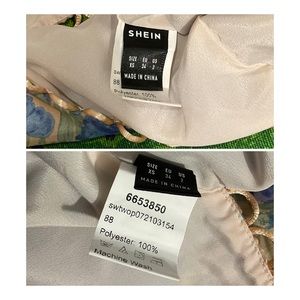 SHEIN
SIZE EU US
XS 34 2
MADE IN CHINA
88
Polyester 100%
SIZE EU US
XS 34 2
MADE IN CHINA
6653850
swtwop072103154
88
Polyester 100%
Machine Wash